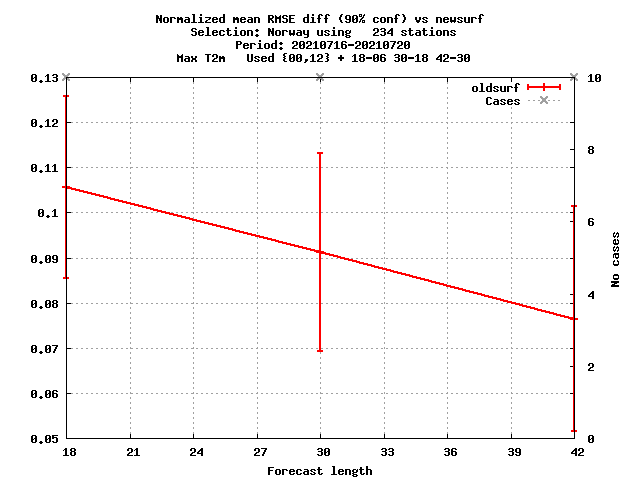 Normalized mean RMSE diff (90% conf) vs newsurf
Selection: Norway using   234 stations
Period: 20210716-20210720
Max T2m   Used {00,12} + 18-06 30-18 42-30
oldsurf
Cases
0.13
0.12
0.11
0.1
0.09
0.08
0.07
0.06
0.05
10
8
6
4
2
0
No cases
18 21 24 27 30 33 36 39 42
Forecast length